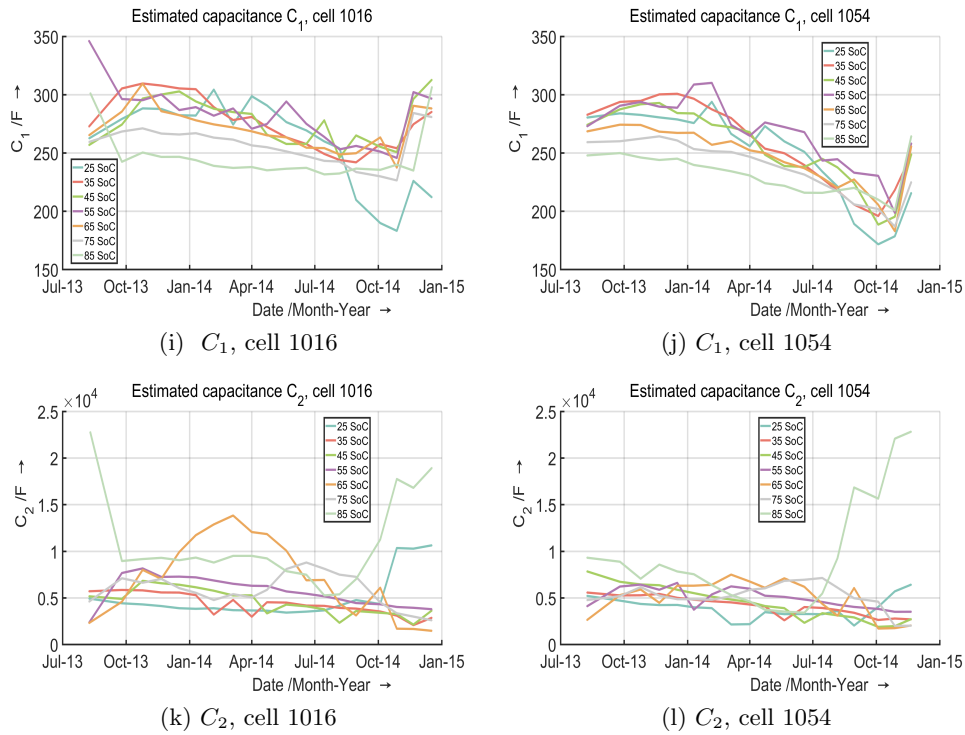 Estimated capacitance C1, cell 1016
350
300
250
200
150
C1 /F →
25 SoC
35 SoC
45 SoC
55 SoC
65 SoC
75 SoC
85 SoC
Jul-13 Oct-13 Jan-14 Apr-14 Jul-14 Oct-14 Jan-15
Date /Month-Year →
(i) C1, cell 1016
Estimated capacitance C1, cell 1054
350
300
250
200
150
C1 /F →
25 SoC
35 SoC
45 SoC
55 SoC
65 SoC
75 SoC
85 SoC
Jul-13 Oct-13 Jan-14 Apr-14 Jul-14 Oct-14 Jan-15
Date /Month-Year →
(j) C1, cell 1054
Estimated capacitance C2, cell 1016
×10^4
2.5
2
1.5
1
0.5
0
C2 /F →
25 SoC
35 SoC
45 SoC
55 SoC
65 SoC
75 SoC
85 SoC
Jul-13 Oct-13 Jan-14 Apr-14 Jul-14 Oct-14 Jan-15
Date /Month-Year →
(k) C2, cell 1016
Estimated capacitance C2, cell 1054
×10^4
2.5
2
1.5
1
0.5
0
C2 /F →
25 SoC
35 SoC
45 SoC
55 SoC
65 SoC
75 SoC
85 SoC
Jul-13 Oct-13 Jan-14 Apr-14 Jul-14 Oct-14 Jan-15
Date /Month-Year →
(l) C2, cell 1054